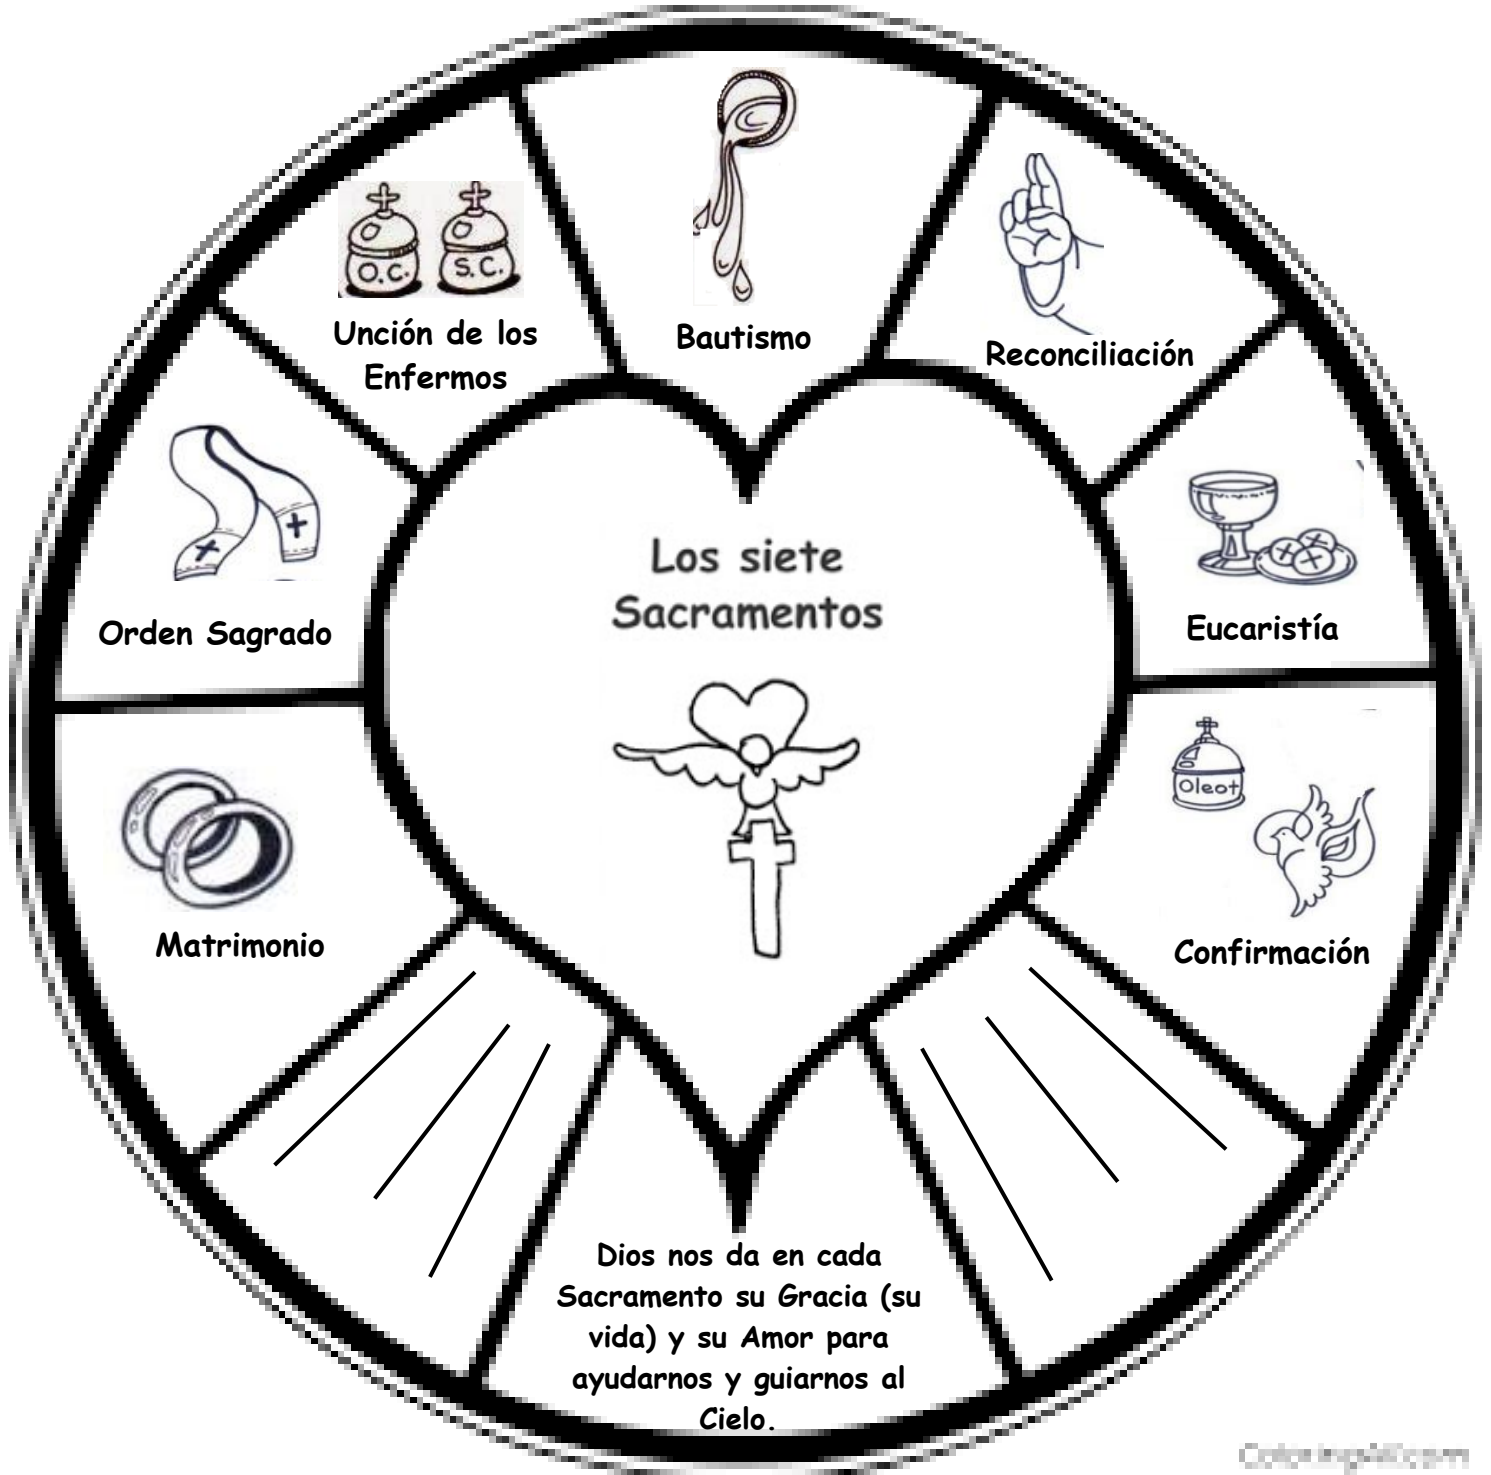 Bautismo
Reconciliación
Eucaristía
Oleo+
Confirmación
Dios nos da en cada
Sacramento su Gracia (su
vida) y su Amor para
ayudarnos y guiarnos al
Cielo.
Matrimonio
Orden Sagrado
O.C. S.C.
Unción de los
Enfermos
Los siete
Sacramentos